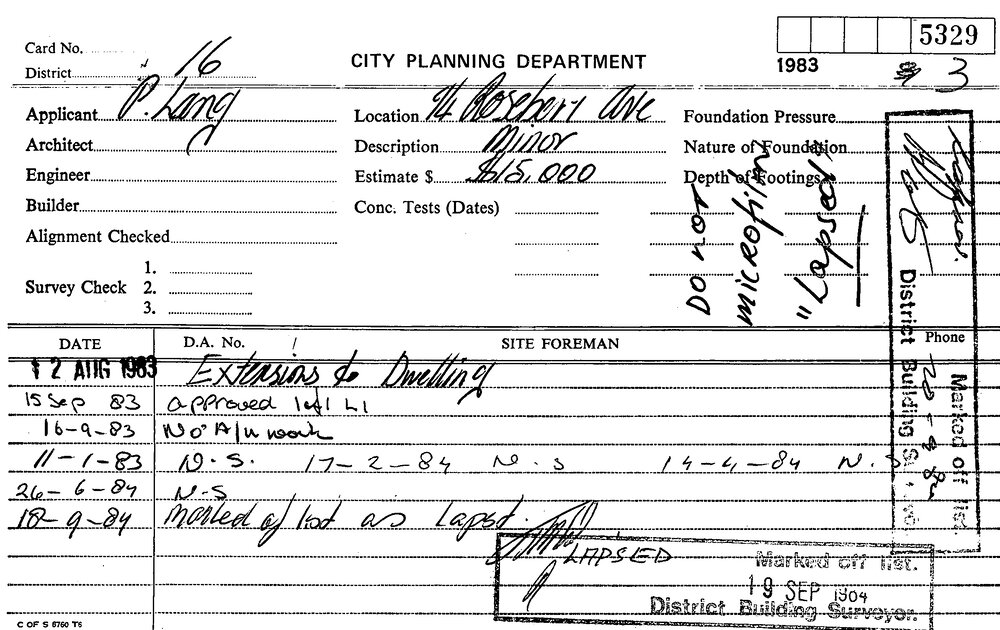 5329
Card No.
1983
3
District 16
CITY PLANNING DEPARTMENT
Applicant P. Lang
Location 14 Rosebery Ave
Foundation Pressure
Architect
Description Minor
Nature of Foundation
Engineer
Estimate $ $15,000
Depth of Footings
Builder
Conc. Tests (Dates)
Alignment Checked
Survey Check
1.
2.
3.
DO NOT
microfilm
"Lapsed"
DATE D.A. No. SITE FOREMAN Phone
12 AUG 1983 Extensions to Dwelling
15 Sep 83 approved
16-9-83 No work
11-1-83 N.S. 17-2-84 N.S 14-4-84 N.S
26-6-84 N.S
18-9-84 marked of list as Lapst.
LAPSED
Marked off list.
19 SEP 1984
District Building Surveyor.
Marked off list.
District Building
C OF S 8760 T6